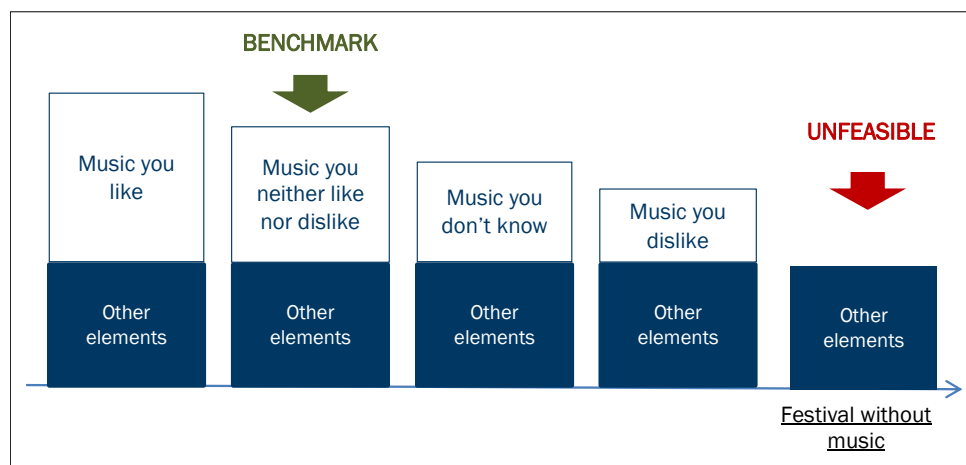 BENCHMARK
UNFEASIBLE
Music you
like
Music you
neither like
nor dislike
Music you
don’t know
Music you
dislike
Other
elements
Other
elements
Other
elements
Other
elements
Other
elements
Festival without
music